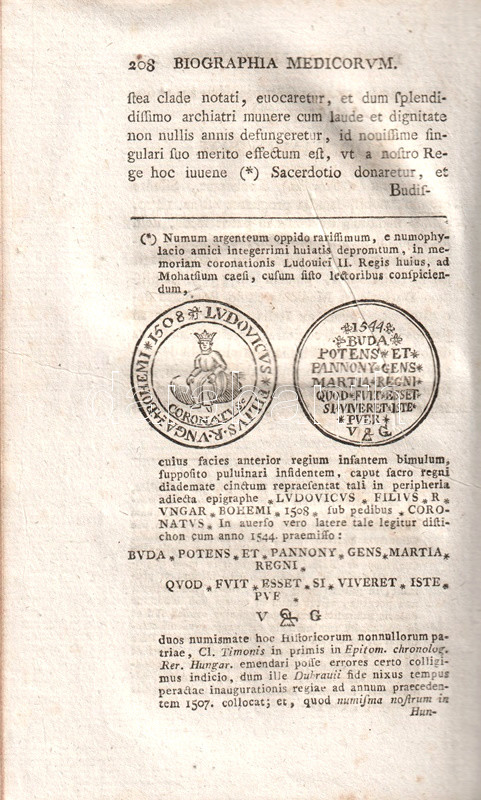 208 BIOGRAPHIA MEDICORVM.
ſtea clade notati, euocaretur, et dum ſplendi-
diſſimo archiatri munere cum laude et dignitate
non nullis annis defungeretur, id nouiſſime ſin-
gulari ſuo merito effectum eſt, vt a noſtro Re-
ge hoc iuuene (*) Sacerdotio donaretur, et
Budiſ-
(*) Numum argenteum oppido rariſſimum, e numophy-
lacio amici integerrimi huiatis depromtum, in me-
moriam coronationis Ludouici II. Regis huius, ad
Mohatſium caeſi, cuſum ſiſto lectoribus conſpicien-
dum,
1508 LVDOVICVS * FILIVS * R * VNGA * BOHEMI *
CORONATVS
* 1544 *
* BUDA *
POTENS * ET *
PANNONY * GENS *
MARTIA * REGNI *
QUOD * FUIT * ESSET *
SI * VIVERET * ISTE *
* PUER *
V G
cuius facies anterior regium infantem bimulum,
ſuppoſito puluinari inſidentem, caput ſacro regni
diademate cinctum repraeſentat tali in peripheria
adiecta epigraphe * LVDOVICVS * FILIVS * R *
VNGAR * BOHEMI * 1508 * ſub pedibus * CORO-
NATVS * In auerſo vero latere tale legitur diſti-
chon cum anno 1544. praemiſſo:
BVDA * POTENS * ET * PANNONY * GENS * MARTIA *
REGNI *
QVOD * FVIT * ESSET * SI * VIVERET * ISTE *
PVE *
V G
duos numismate hoc Hiſtoricorum nonnullorum pa-
triae, Cl. Timonis in primis in Epitom. chronolog.
Rer. Hungar. emendari poſſe errores certo colligi-
mus indicio, dum ille Dubrauii fide nixus tempus
peractae inaugurationis regiae ad annum praeceden-
tem 1507. collocat; et, quod numiſma noſtrum in
Hun-